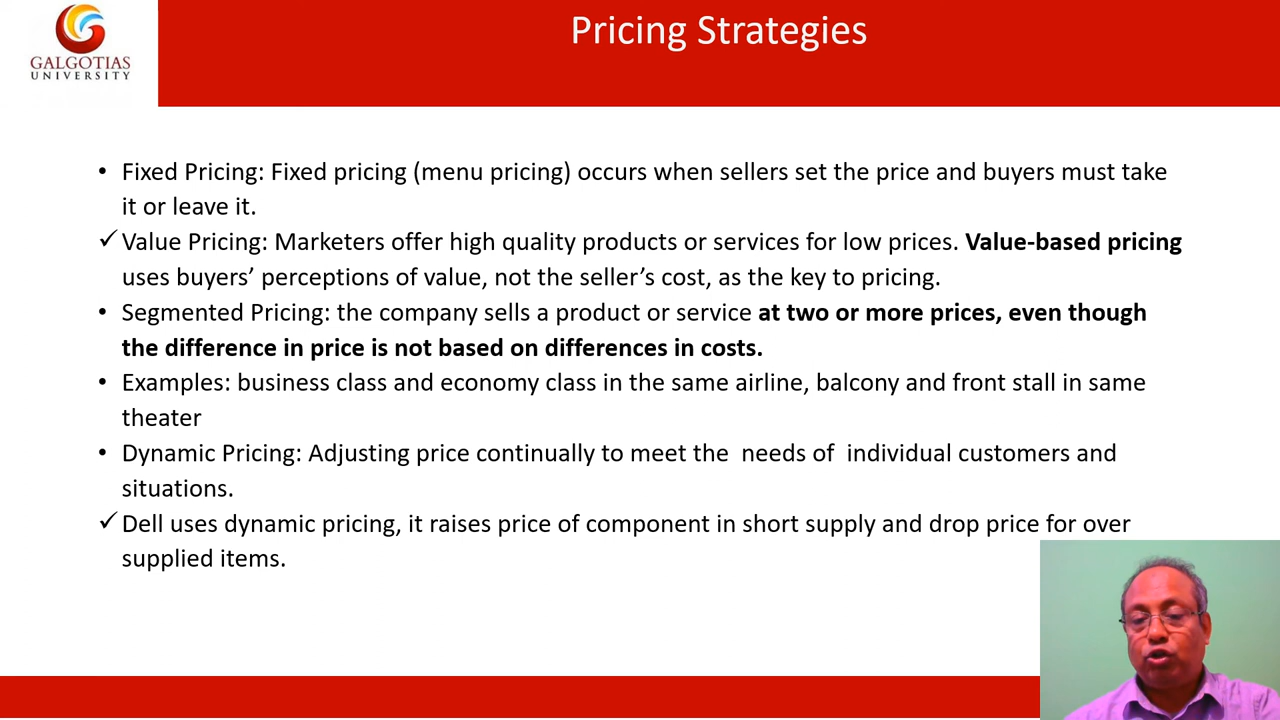 GALGOTIAS
UNIVERSITY
Pricing Strategies
• Fixed Pricing: Fixed pricing (menu pricing) occurs when sellers set the price and buyers must take
it or leave it.
✓ Value Pricing: Marketers offer high quality products or services for low prices. Value-based pricing
uses buyers’ perceptions of value, not the seller’s cost, as the key to pricing.
• Segmented Pricing: the company sells a product or service at two or more prices, even though
the difference in price is not based on differences in costs.
• Examples: business class and economy class in the same airline, balcony and front stall in same
theater
• Dynamic Pricing: Adjusting price continually to meet the  needs of  individual customers and
situations.
✓ Dell uses dynamic pricing, it raises price of component in short supply and drop price for over
supplied items.